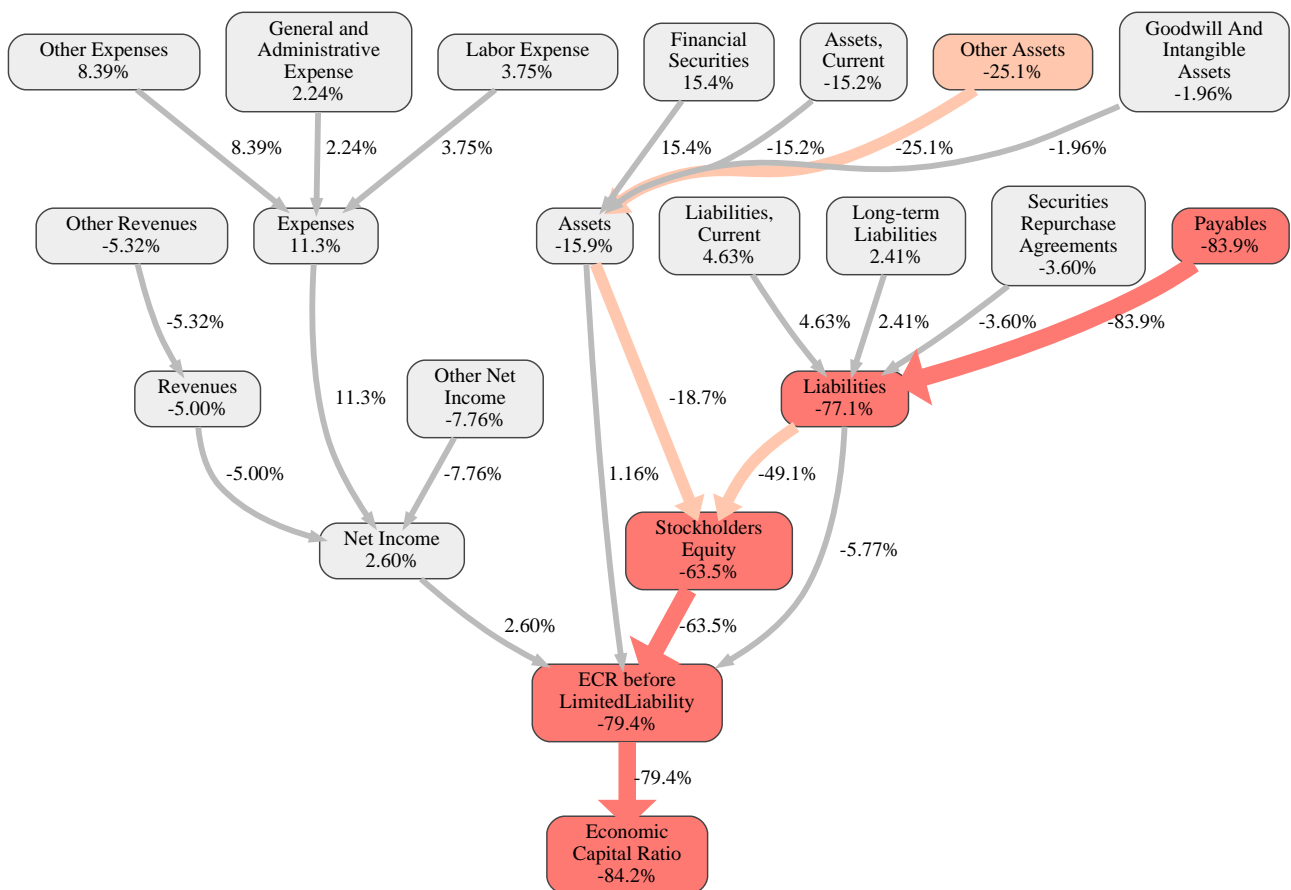 Other Expenses
8.39%
General and
Administrative
Expense
2.24%
Labor Expense
3.75%
Financial
Securities
15.4%
Assets,
Current
-15.2%
Other Assets
-25.1%
Goodwill And
Intangible
Assets
-1.96%
8.39%
2.24%
3.75%
15.4%
-15.2%
-25.1%
-1.96%
Other Revenues
-5.32%
Expenses
11.3%
Assets
-15.9%
Liabilities,
Current
4.63%
Long-term
Liabilities
2.41%
Securities
Repurchase
Agreements
-3.60%
Payables
-83.9%
-5.32%
4.63%
2.41%
-3.60%
-83.9%
Revenues
-5.00%
11.3%
Other Net
Income
-7.76%
-18.7%
Liabilities
-77.1%
-5.00%
-7.76%
1.16%
-49.1%
Net Income
2.60%
Stockholders
Equity
-63.5%
-5.77%
2.60%
-63.5%
ECR before
LimitedLiability
-79.4%
-79.4%
Economic
Capital Ratio
-84.2%